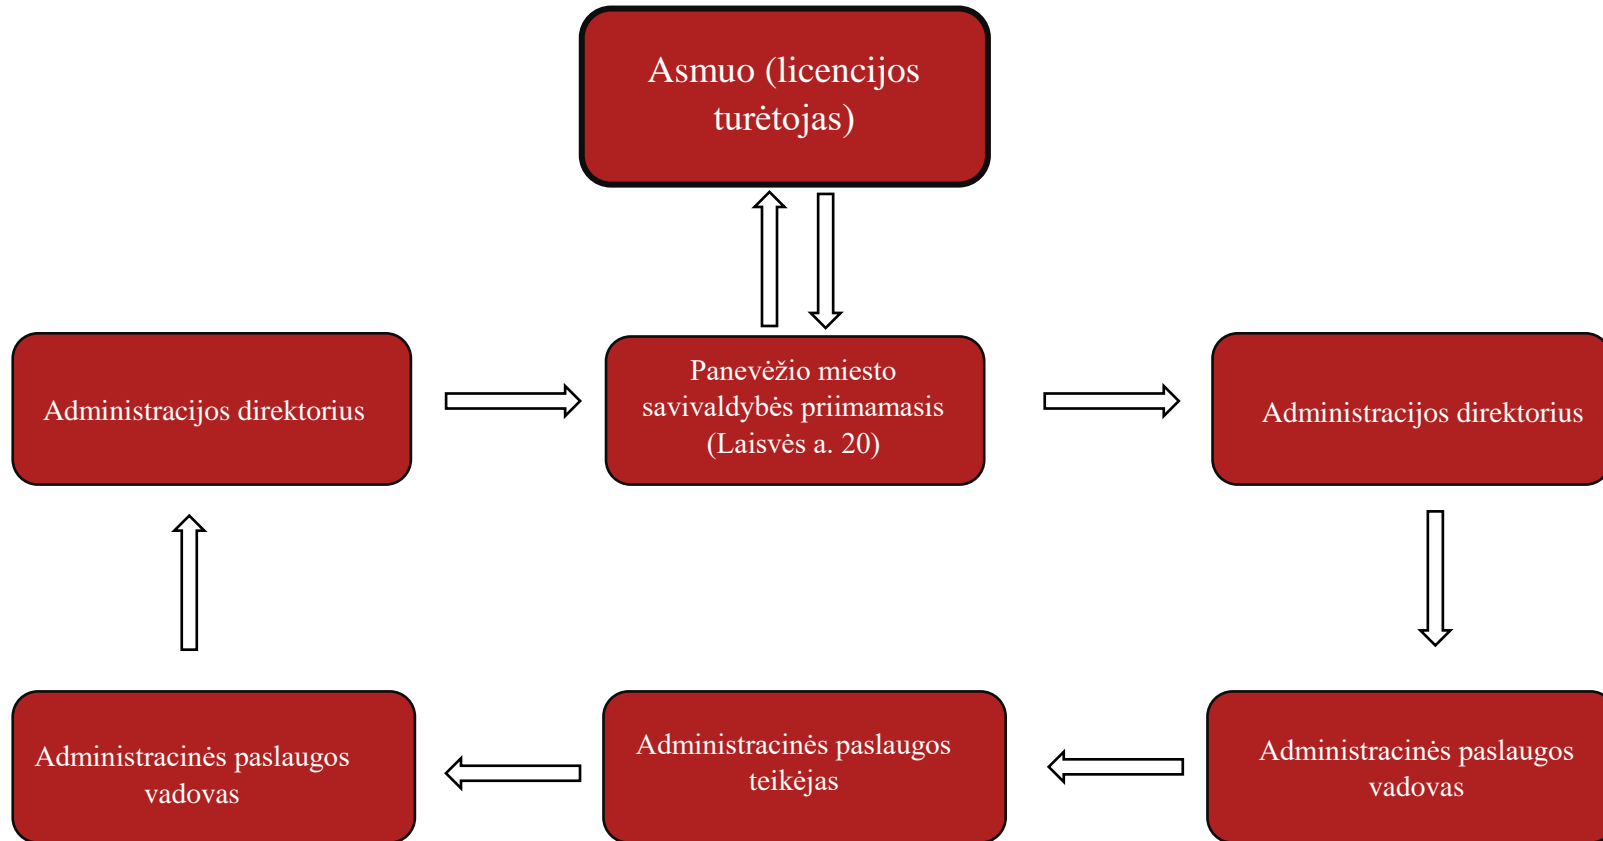 Asmuo (licencijos
turėtojas)
Administracijos direktorius
Panevėžio miesto
savivaldybės priimamasis
(Laisvės a. 20)
Administracijos direktorius
Administracinės paslaugos
vadovas
Administracinės paslaugos
teikėjas
Administracinės paslaugos
vadovas